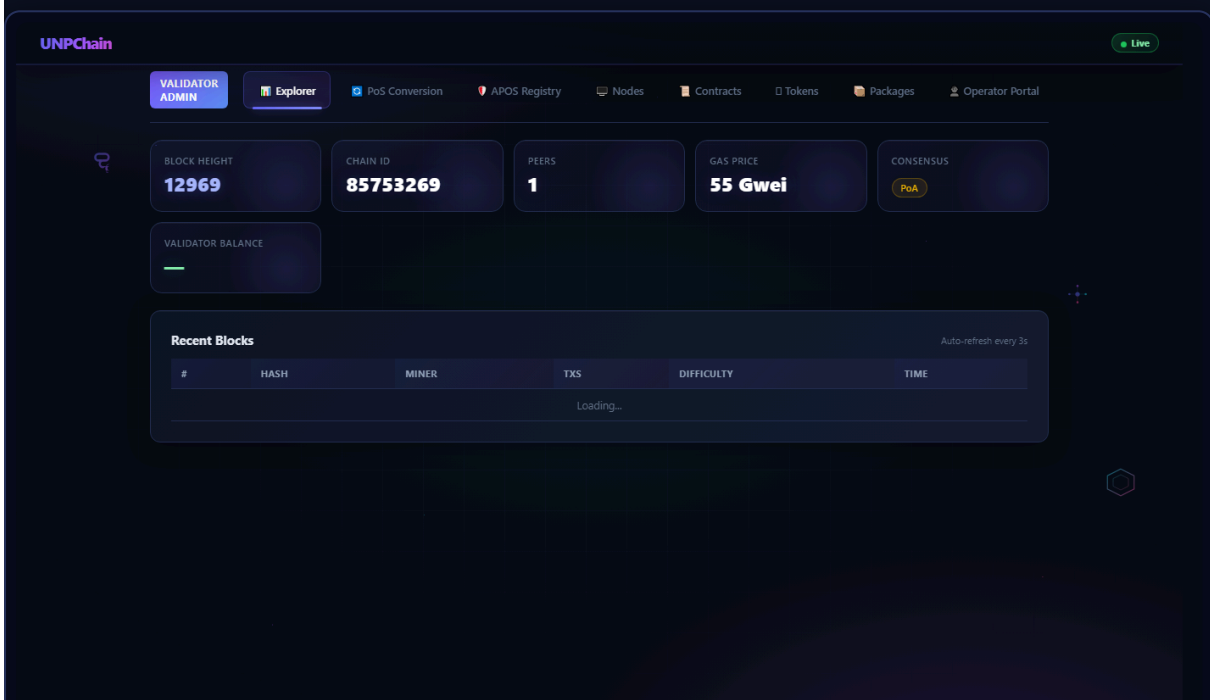 UNPChain
Live
VALIDATOR
ADMIN
Explorer
PoS Conversion
APOS Registry
Nodes
Contracts
Tokens
Packages
Operator Portal
BLOCK HEIGHT
12969
CHAIN ID
85753269
PEERS
1
GAS PRICE
55 Gwei
CONSENSUS
PoA
VALIDATOR BALANCE
—
Recent Blocks
Auto-refresh every 3s
# HASH MINER TXS DIFFICULTY TIME
Loading...